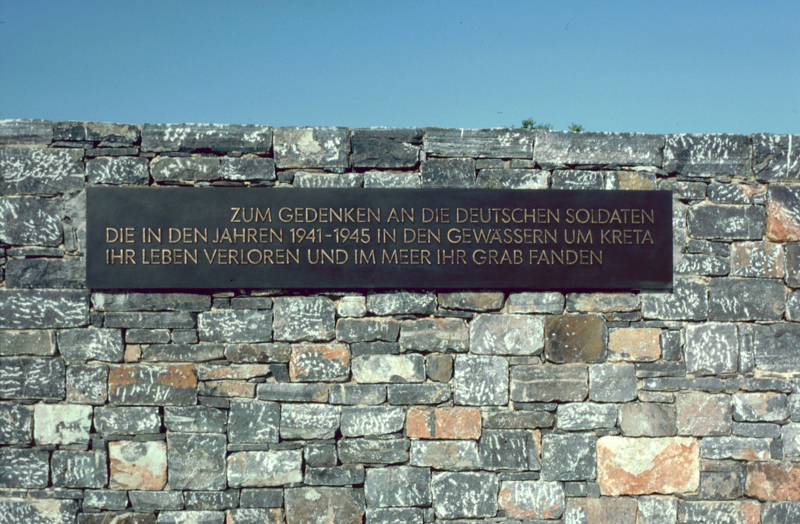 ZUM GEDENKEN AN DIE DEUTSCHEN SOLDATEN
DIE IN DEN JAHREN 1941-1945 IN DEN GEWÄSSERN UM KRETA
IHR LEBEN VERLOREN UND IM MEER IHR GRAB FANDEN